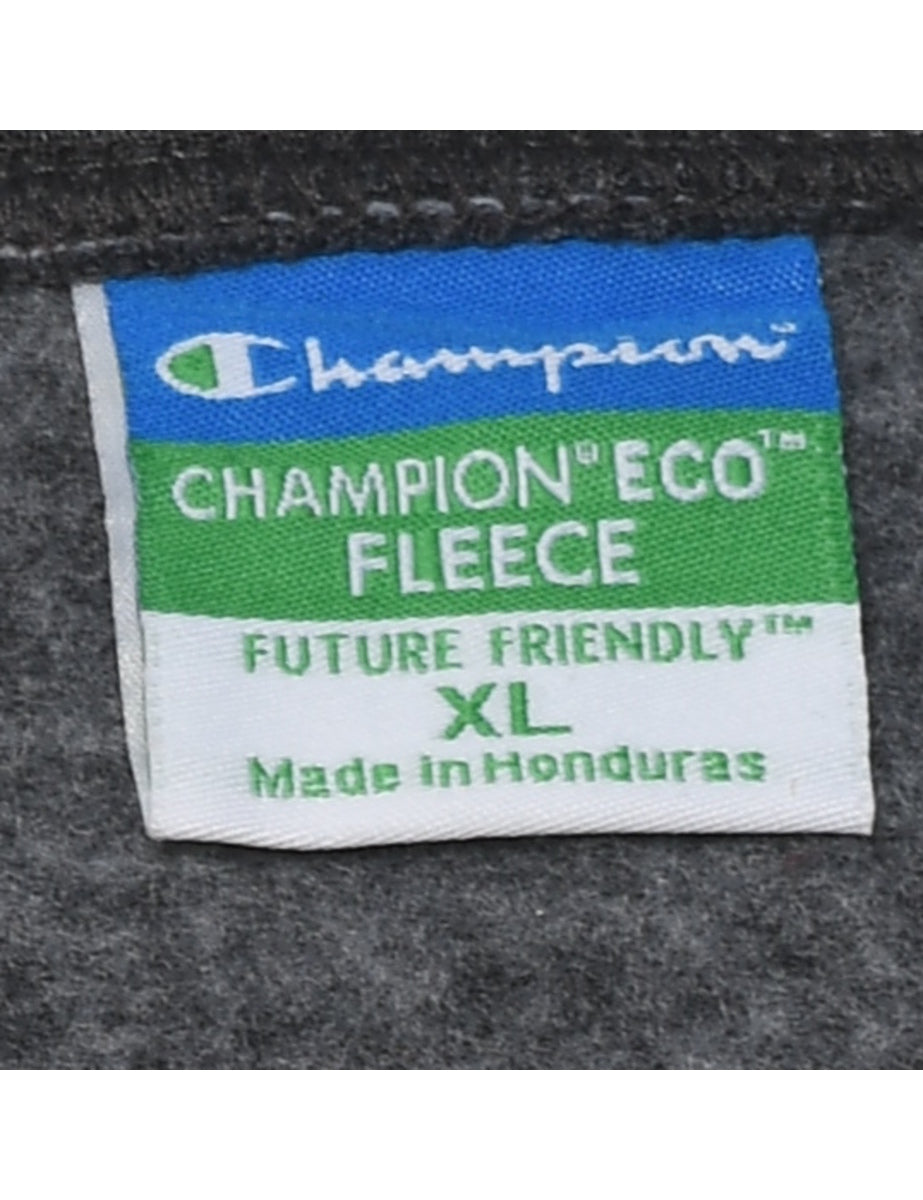 Champion
CHAMPION® ECO™
FLEECE
FUTURE FRIENDLY™
XL
Made in Honduras